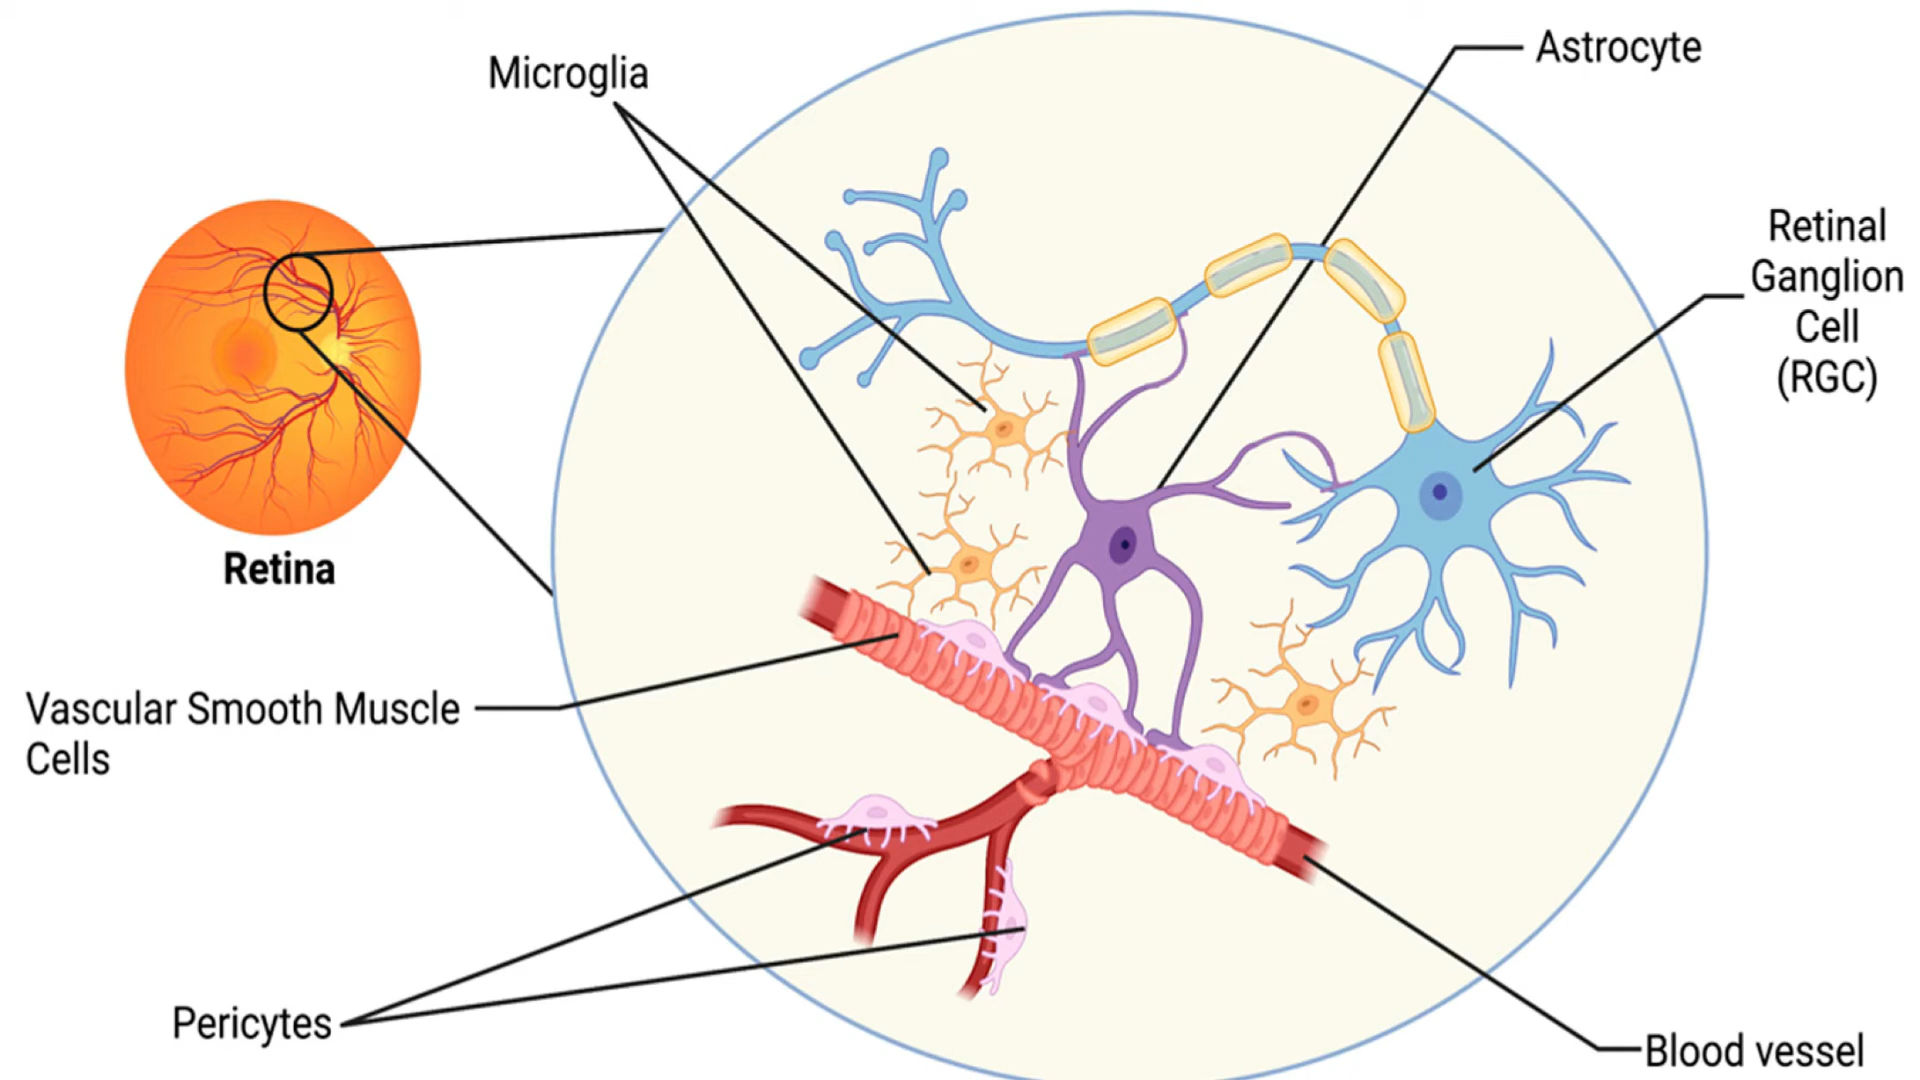 Microglia
Astrocyte
Retinal
Ganglion
Cell
(RGC)
Retina
Vascular Smooth Muscle
Cells
Pericytes
Blood vessel